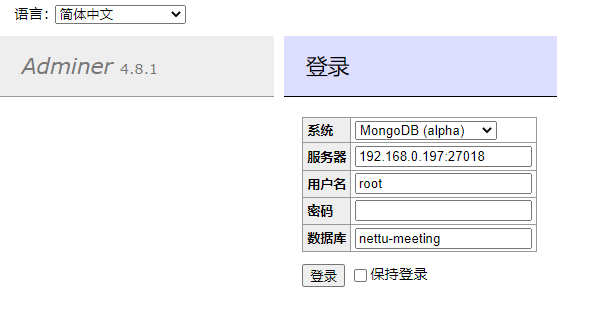 语言: 简体中文
Adminer 4.8.1
登录
系统 MongoDB (alpha)
服务器 192.168.0.197:27018
用户名 root
密码
数据库 nettu-meeting
登录 保持登录